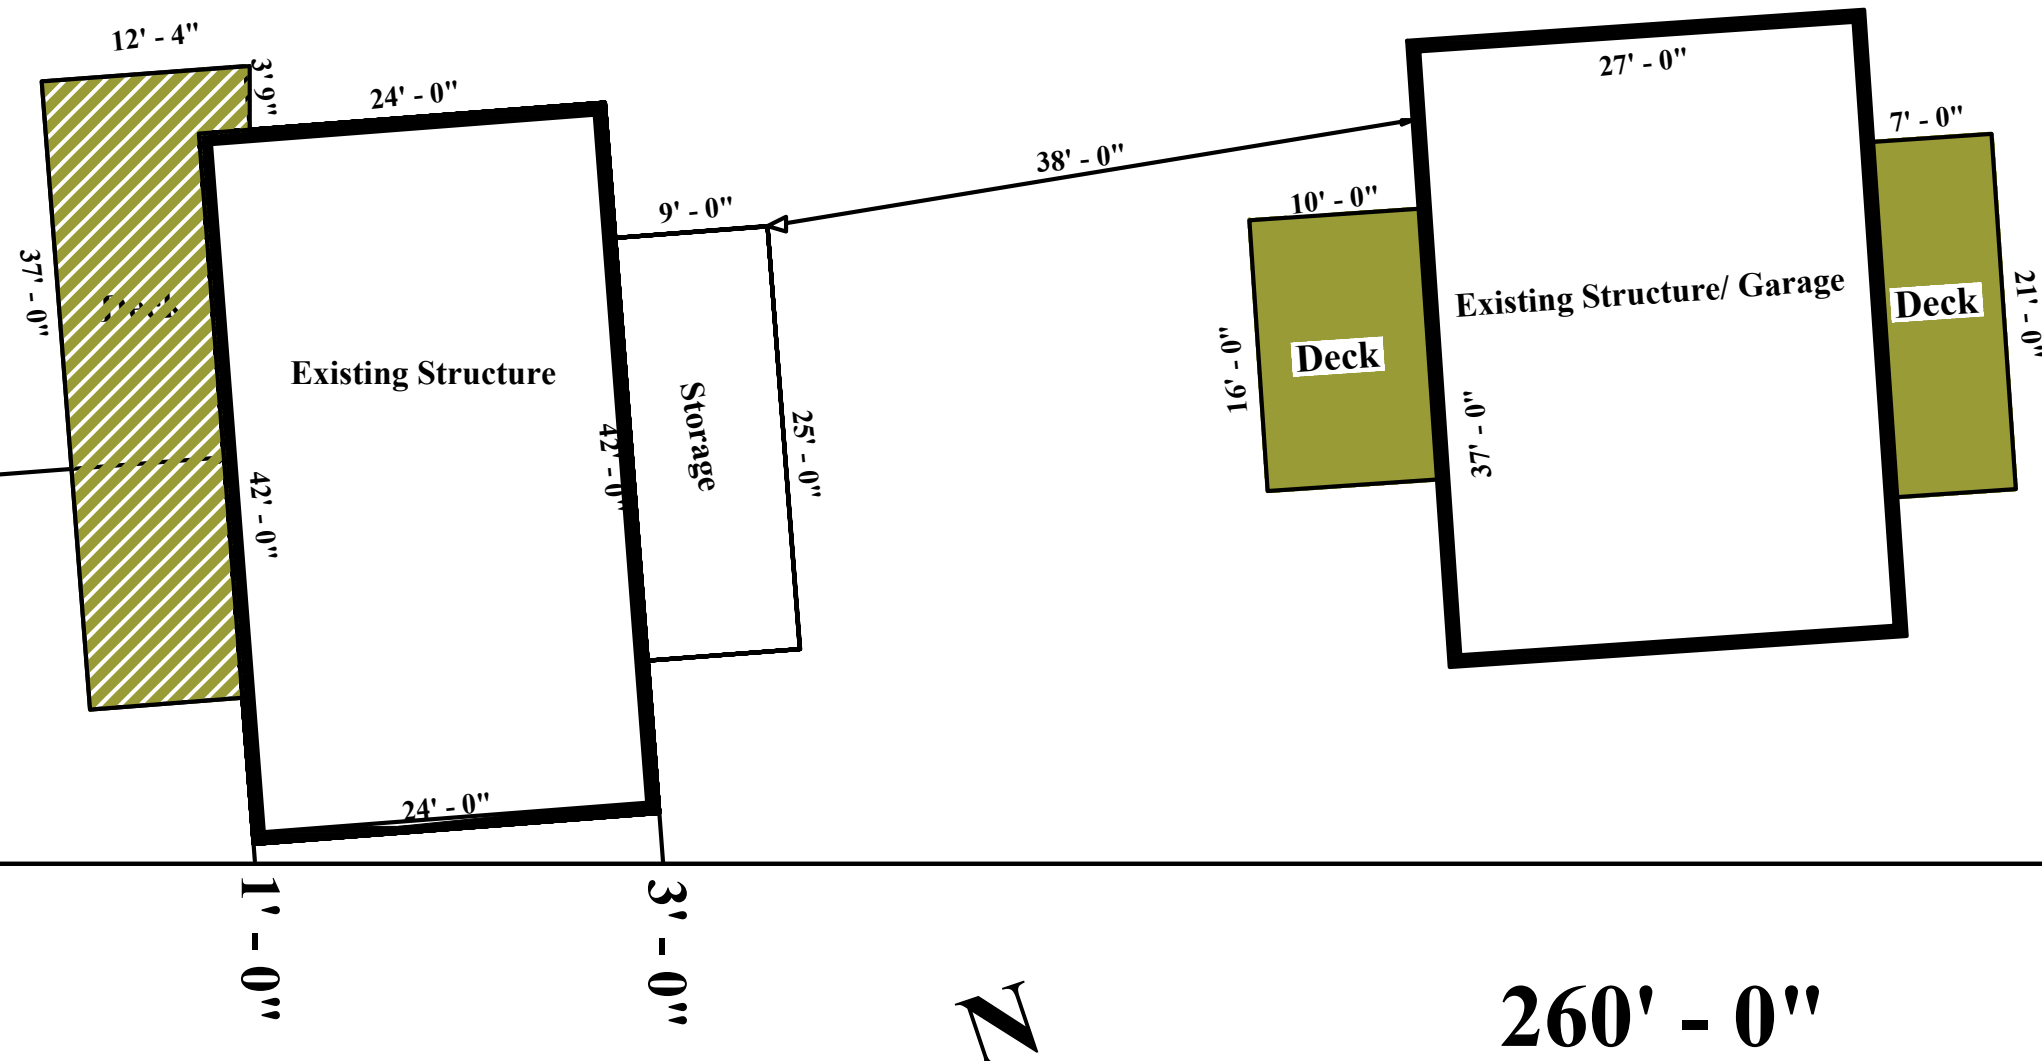 12' - 4"
3' 9"
24' - 0"
27' - 0"
7' - 0"
38' - 0"
9' - 0"
10' - 0"
37' - 0"
Existing Structure/ Garage
Deck
21' - 0"
Deck
16' - 0"
Existing Structure
Storage
25' - 0"
42' - 0"
37' - 0"
42' - 0"
24' - 0"
1' - 0"
3' - 0"
N
260' - 0"